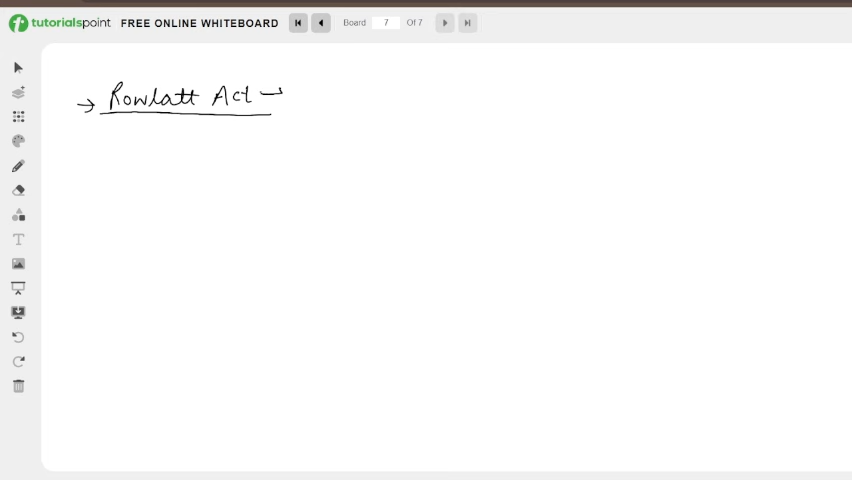 tutorialspoint FREE ONLINE WHITEBOARD Board 7 Of 7
→ Rowlatt Act →
T